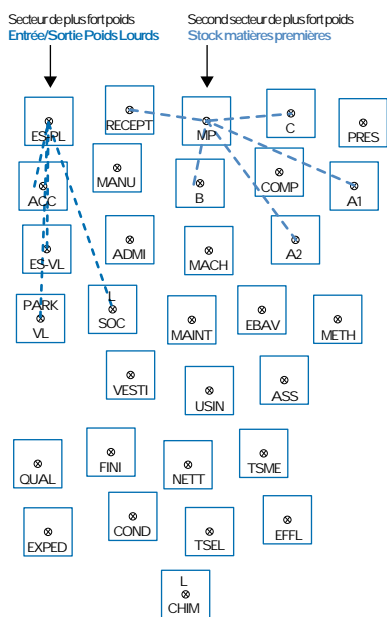 Secteur de plus fort poids
Entrée/Sortie Poids Lourds
Second secteur de plus fort poids
Stock matières premières
ES-PL
RECEPT
MP
C
PRES
ACC
MANU
B
COMP
A1
ES-VL
ADMI
MACH
A2
PARK
VL
L
SOC
MAINT
EBAV
METH
VESTI
USIN
ASS
QUAL
FINI
NETT
TSME
EXPED
COND
TSEL
EFFL
L
CHIM